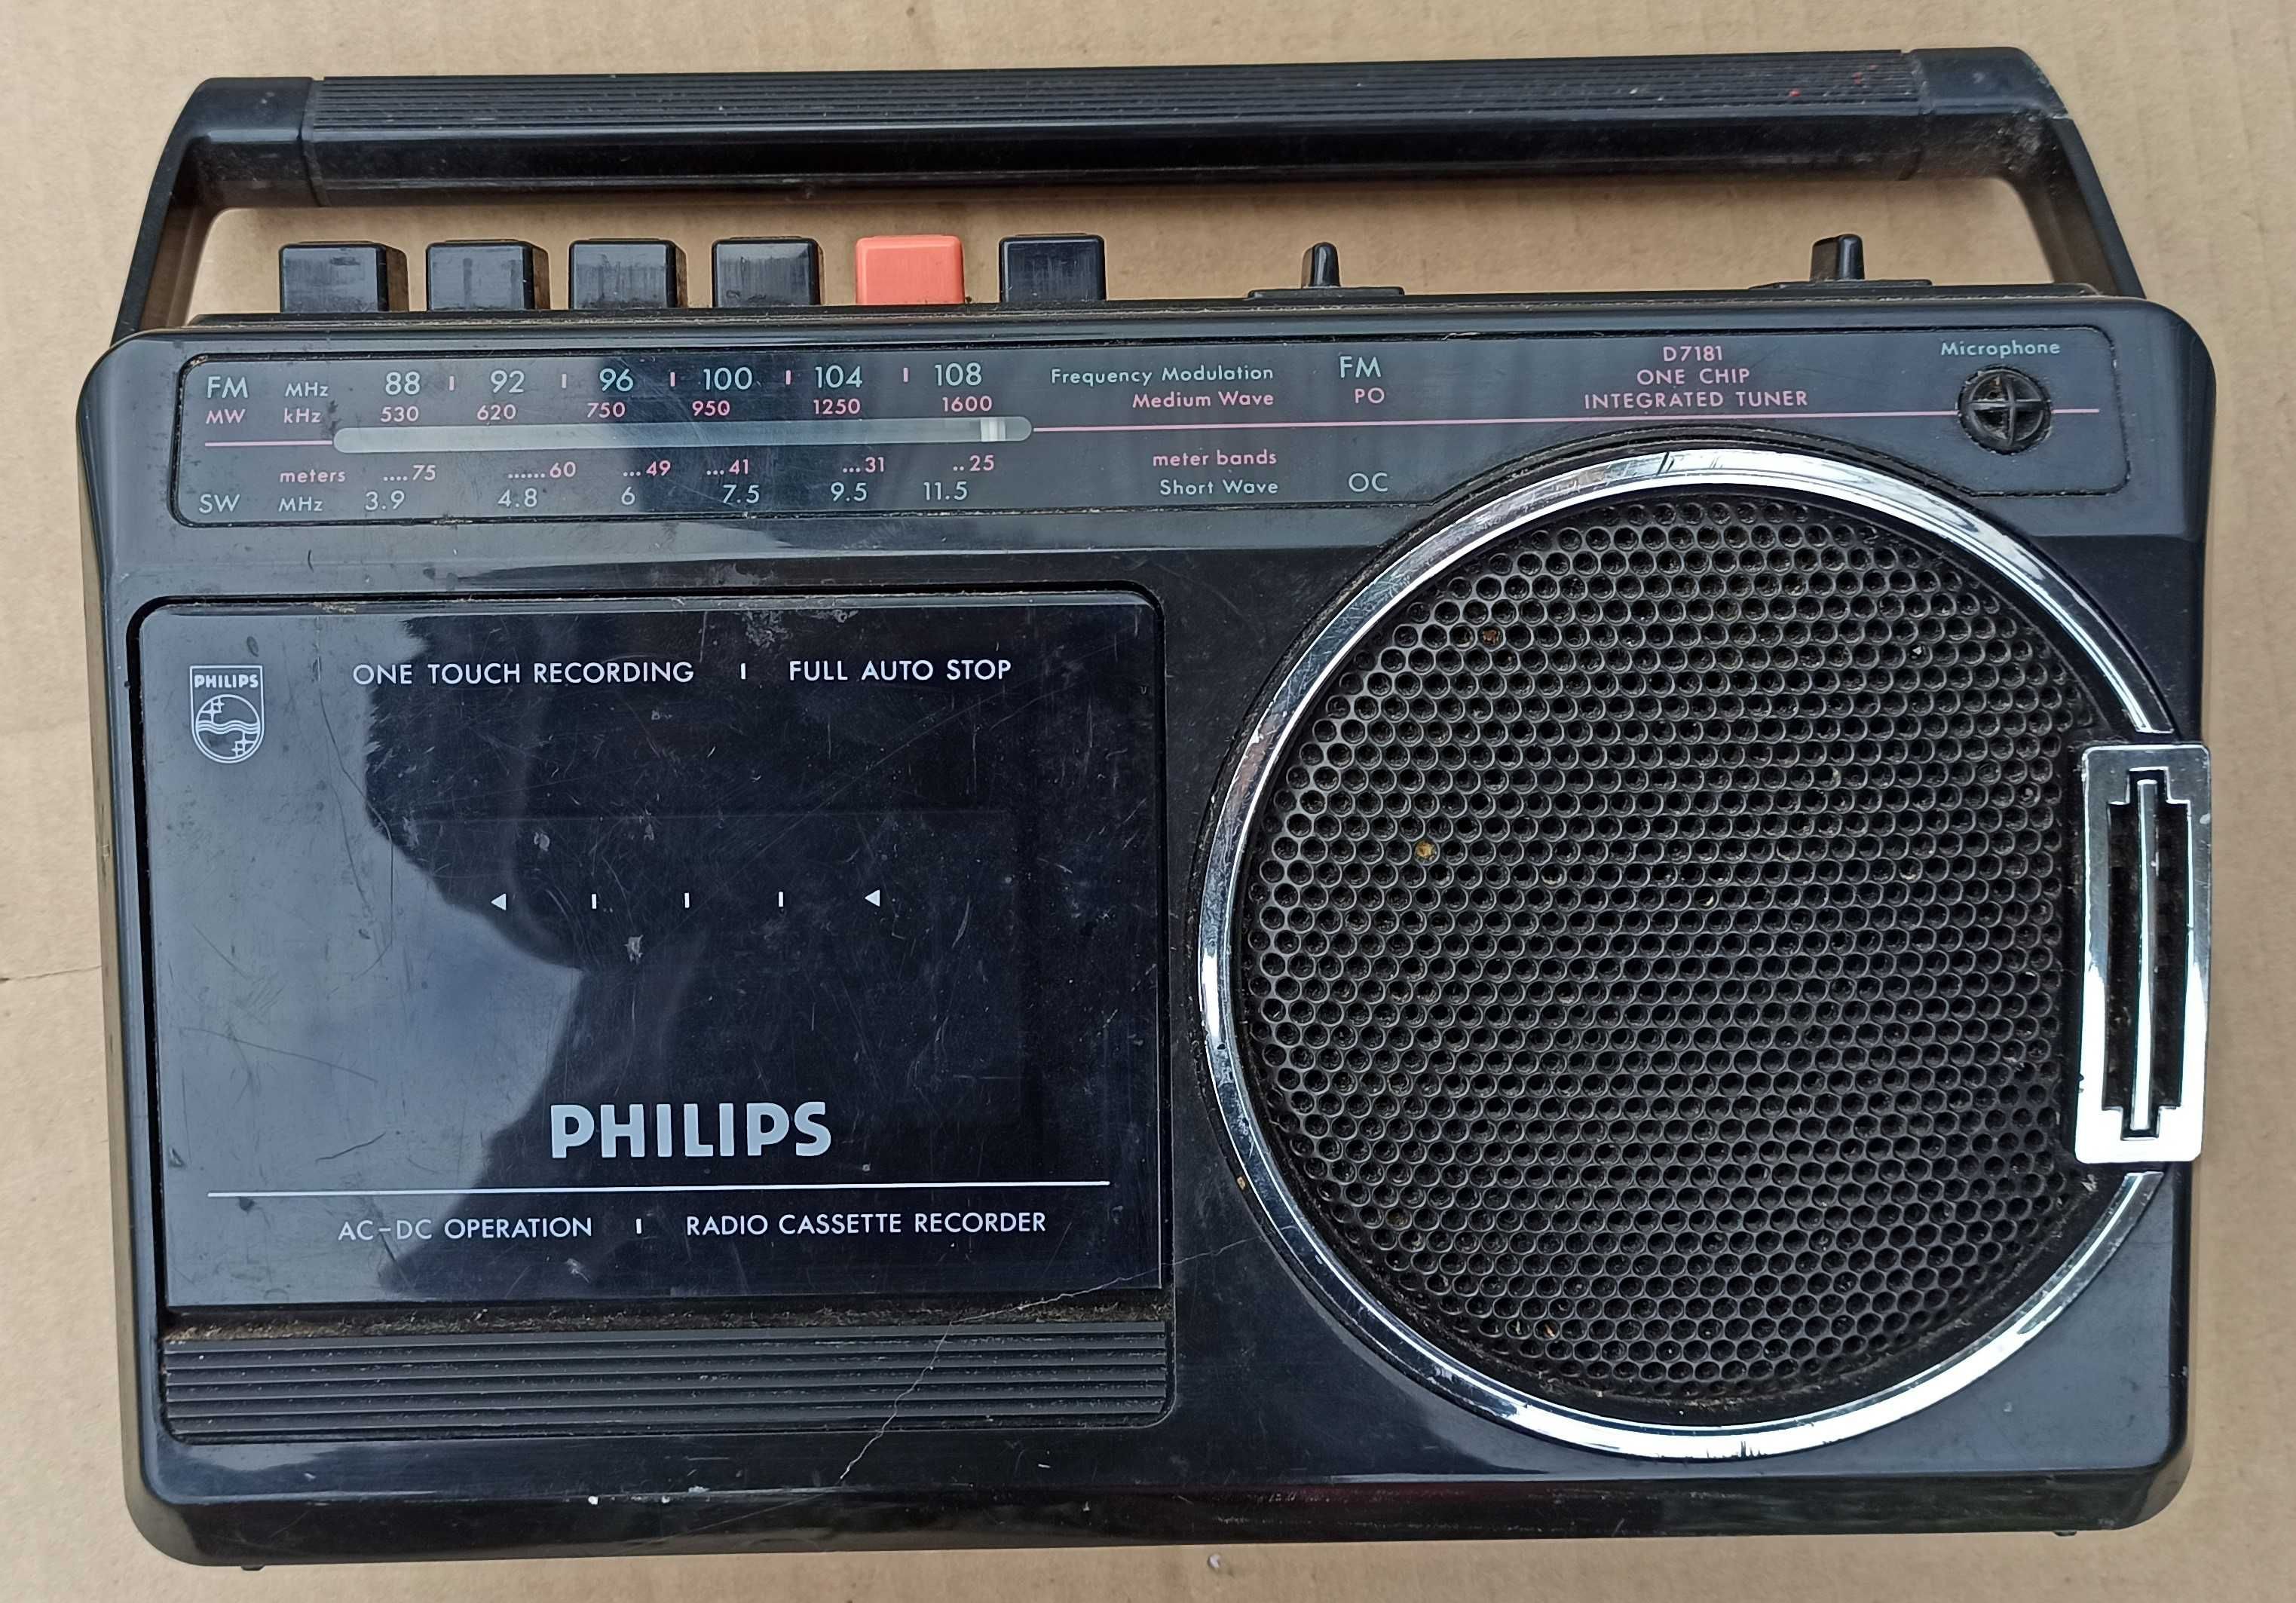 FM MHz 88 92 96 100 104 108 Frequency Modulation FM
MW kHz 530 620 750 950 1250 1600 Medium Wave PO
D7181
ONE CHIP
INTEGRATED TUNER
Microphone
meters ....75 ......60 ...49 ...41 ...31 ..25 meter bands
SW MHz 3.9 4.8 6 7.5 9.5 11.5 Short Wave OC
PHILIPS
ONE TOUCH RECORDING FULL AUTO STOP
PHILIPS
AC-DC OPERATION RADIO CASSETTE RECORDER